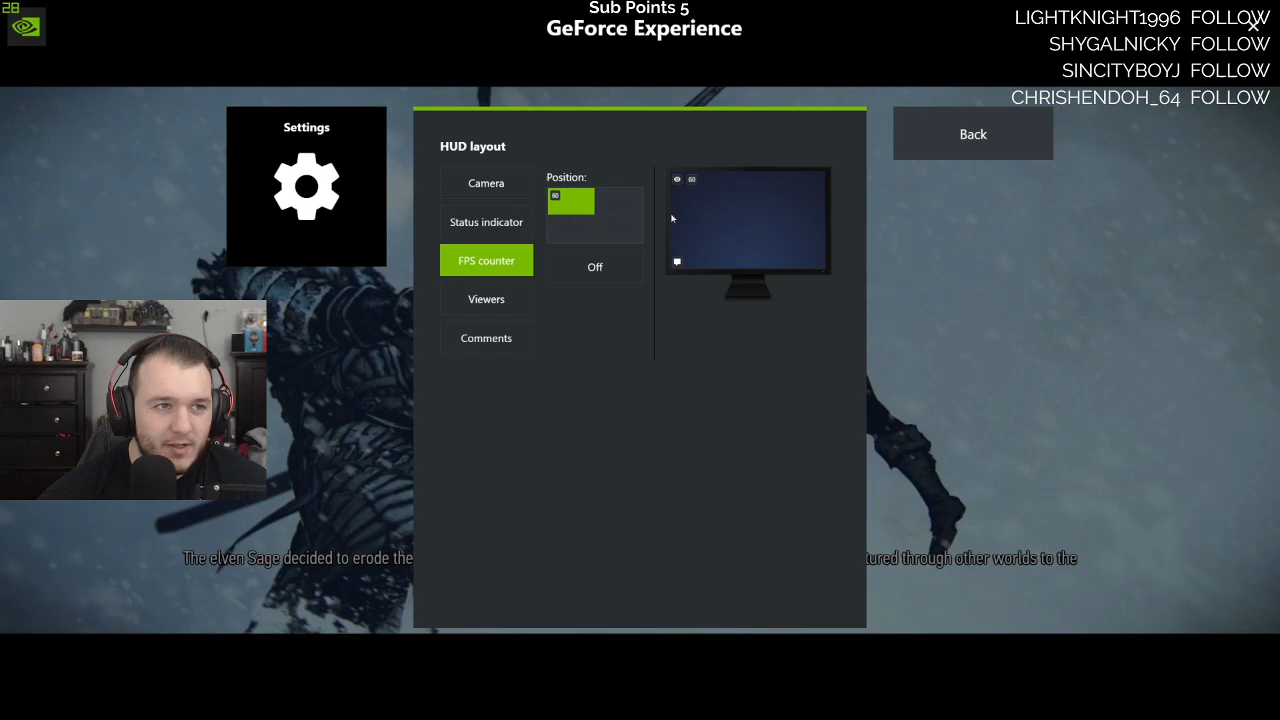 28
Sub Points 5
GeForce Experience
LIGHTKNIGHT1996 FOLLOW
SHYGALNICKY FOLLOW
SINCITYBOYJ FOLLOW
CHRISHENDOH_64 FOLLOW
Settings
Back
HUD layout
Camera
Status indicator
FPS counter
Viewers
Comments
Position:
60
Off
60
The elven Sage decided to erode the
tured through other worlds to the